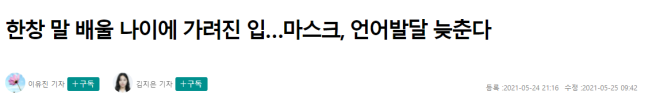 한창 말 배울 나이에 가려진 입…마스크, 언어발달 늦춘다
이유진 기자 +구독 김지은 기자 +구독 등록 :2021-05-24 21:16 수정 :2021-05-25 09:42